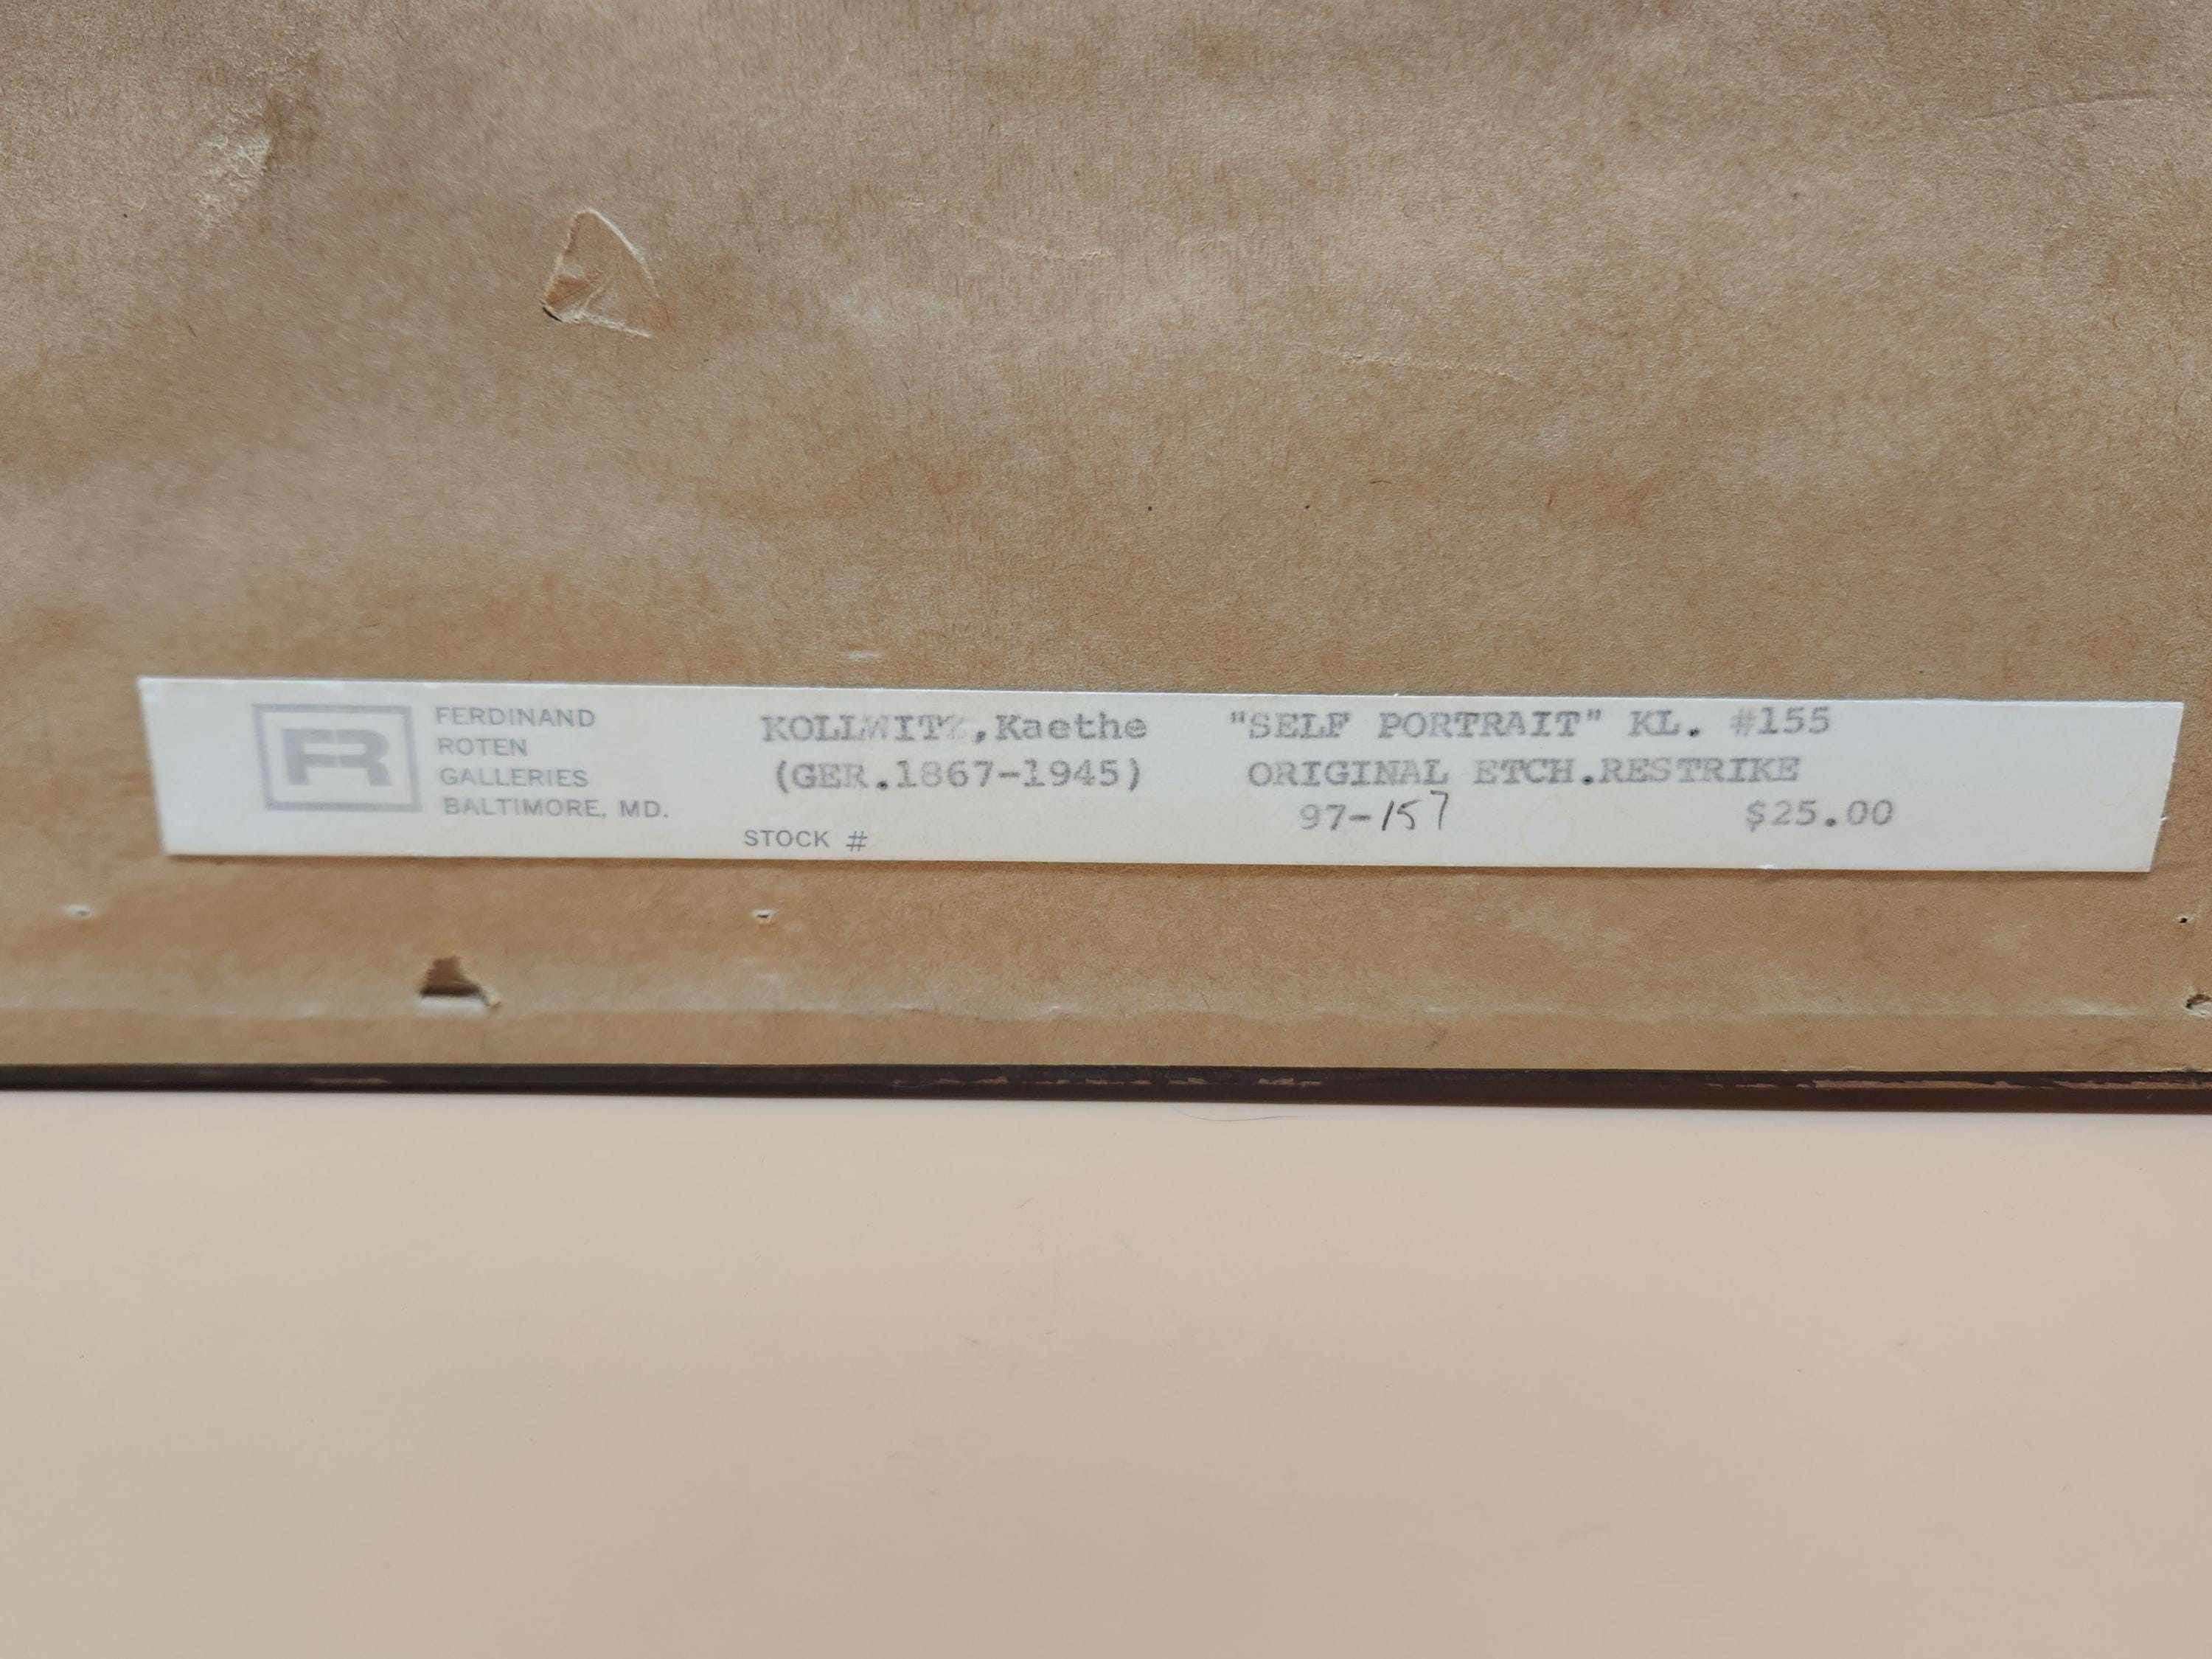 FR
FERDINAND
ROTEN
GALLERIES
BALTIMORE, MD.
KOLLWITZ,Kaethe
(GER.1867-1945)
STOCK #
"SELF PORTRAIT" KL. #155
ORIGINAL ETCH.RESTRIKE
97-157 $25.00